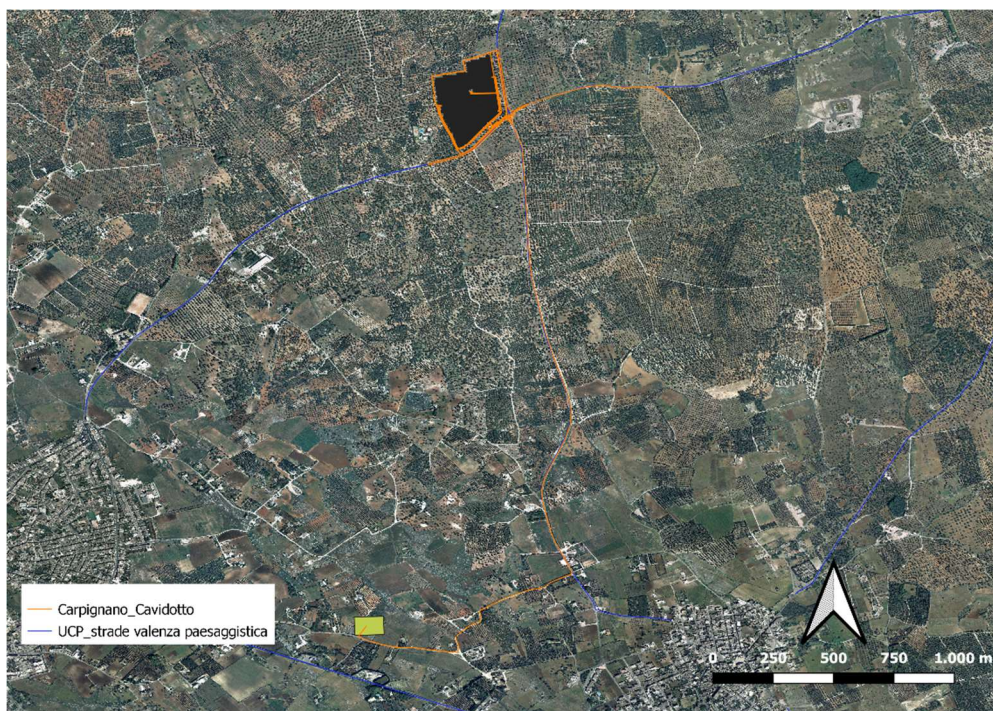 Carpignano_Cavidotto
UCP_strade valenza paesaggistica
0 250 500 750 1.000 m